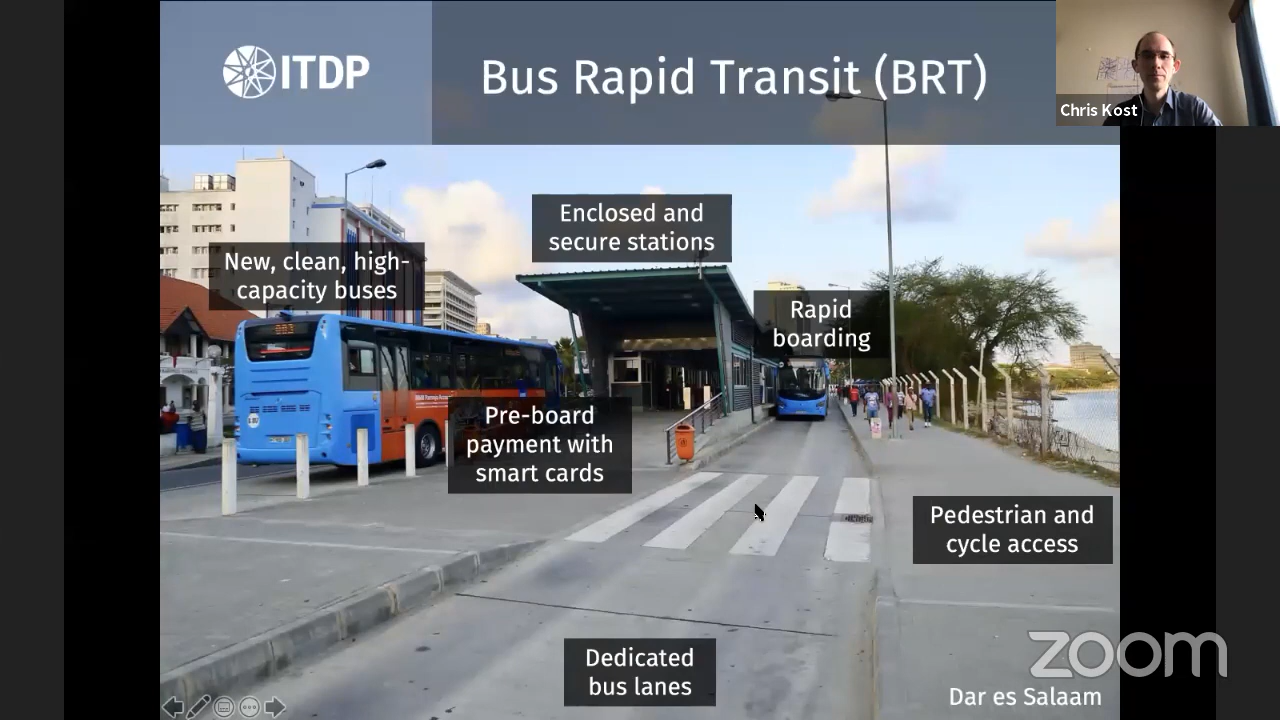 ITDP
Bus Rapid Transit (BRT)
Chris Kost
Enclosed and
secure stations
New, clean, high-
capacity buses
Rapid
boarding
Pre-board
payment with
smart cards
Pedestrian and
cycle access
Dedicated
bus lanes
zoom
Dar es Salaam